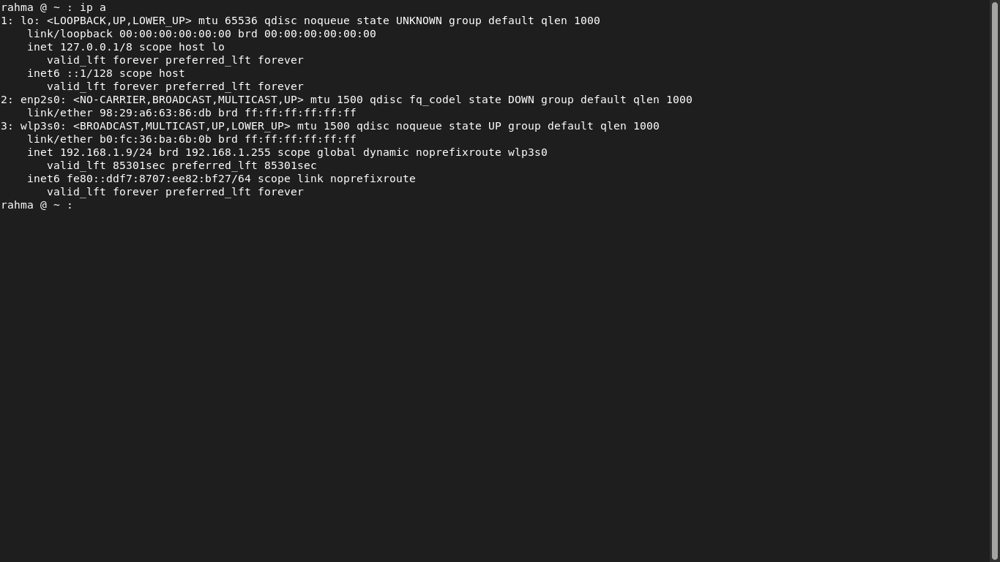 rahma @ ~ : ip a
1: lo: <LOOPBACK,UP,LOWER_UP> mtu 65536 qdisc noqueue state UNKNOWN group default qlen 1000
    link/loopback 00:00:00:00:00:00 brd 00:00:00:00:00:00
    inet 127.0.0.1/8 scope host lo
       valid_lft forever preferred_lft forever
    inet6 ::1/128 scope host
       valid_lft forever preferred_lft forever
2: enp2s0: <NO-CARRIER,BROADCAST,MULTICAST,UP> mtu 1500 qdisc fq_codel state DOWN group default qlen 1000
    link/ether 98:29:a6:63:86:db brd ff:ff:ff:ff:ff:ff
3: wlp3s0: <BROADCAST,MULTICAST,UP,LOWER_UP> mtu 1500 qdisc noqueue state UP group default qlen 1000
    link/ether b0:fc:36:ba:6b:0b brd ff:ff:ff:ff:ff:ff
    inet 192.168.1.9/24 brd 192.168.1.255 scope global dynamic noprefixroute wlp3s0
       valid_lft 85301sec preferred_lft 85301sec
    inet6 fe80::ddf7:8707:ee82:bf27/64 scope link noprefixroute
       valid_lft forever preferred_lft forever
rahma @ ~ :